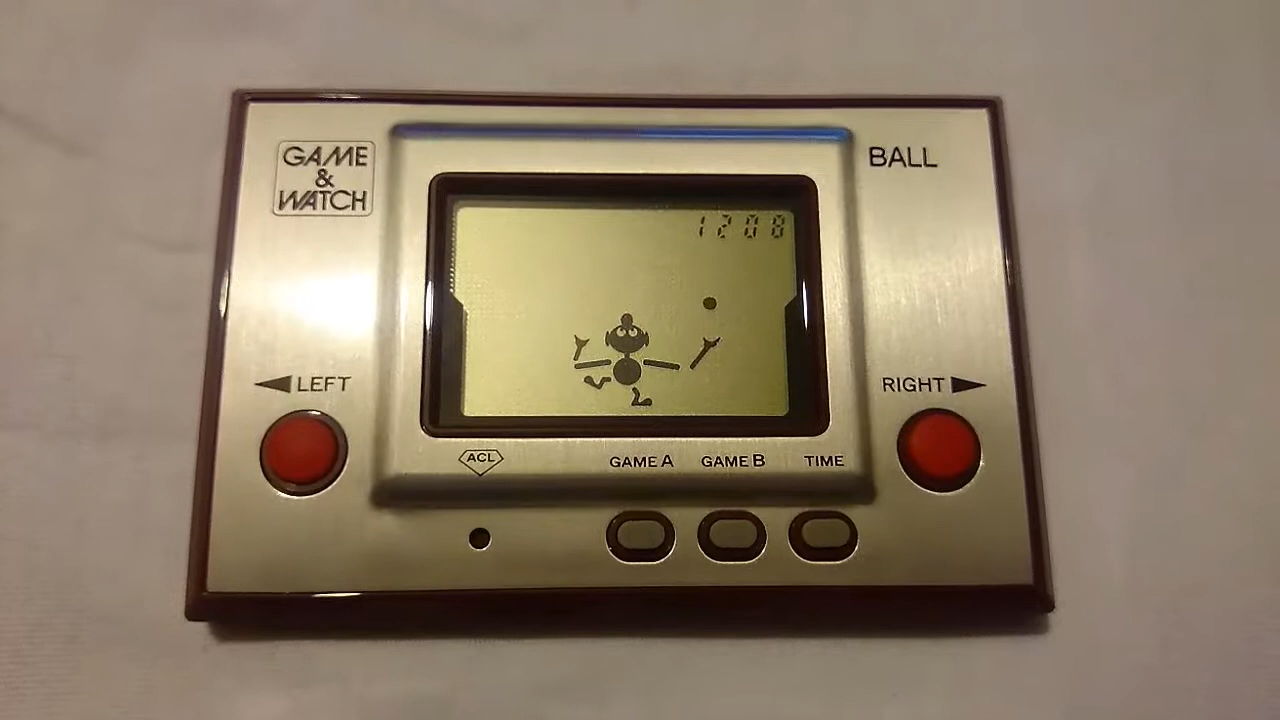 GAME
&
WATCH
BALL
1208
◀ LEFT
RIGHT ▶
ACL
GAME A
GAME B
TIME